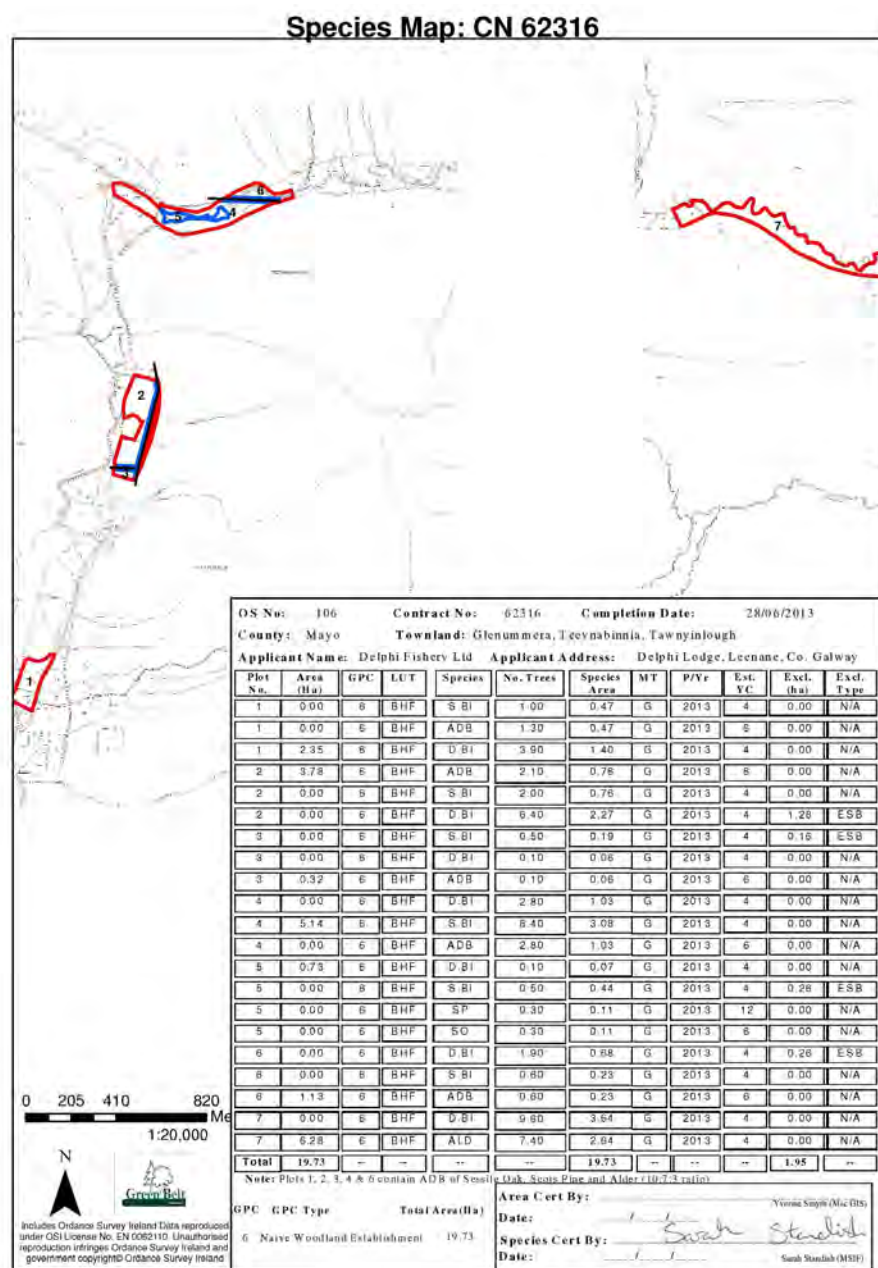 Species Map: CN 62316
6
5
4
7
2
3
1
OS No: 106 Contract No: 62316 Completion Date: 28/06/2013
County: Mayo Townland: Glenummera, Teevnabinnia, Tawnyinlough
Applicant Name: Delphi Fishery Ltd Applicant Address: Delphi Lodge, Leenane, Co. Galway
Plot No. Area (Ha) GPC LUT Species No. Trees Species Area MT P/Yr Est. YC Excl. (ha) Excl. Type
1 0.00 6 BHF S.BI 1.00 0.47 G 2013 4 0.00 N/A
1 0.00 6 BHF ADB 1.30 0.47 G 2013 6 0.00 N/A
1 2.35 6 BHF D.BI 3.90 1.40 G 2013 4 0.00 N/A
2 3.78 6 BHF ADB 2.10 0.76 G 2013 6 0.00 N/A
2 0.00 6 BHF S.BI 2.00 0.76 G 2013 4 0.00 N/A
2 0.00 6 BHF D.BI 6.40 2.27 G 2013 4 1.26 ESB
3 0.00 6 BHF S.BI 0.50 0.19 G 2013 4 0.16 ESB
3 0.00 6 BHF D.BI 0.10 0.06 G 2013 4 0.00 N/A
3 0.32 6 BHF ADB 0.10 0.06 G 2013 6 0.00 N/A
4 0.00 6 BHF D.BI 2.80 1.03 G 2013 4 0.00 N/A
4 5.14 6 BHF S.BI 8.40 3.08 G 2013 4 0.00 N/A
4 0.00 6 BHF ADB 2.80 1.03 G 2013 6 0.00 N/A
5 0.73 6 BHF D.BI 0.10 0.07 G 2013 4 0.00 N/A
5 0.00 6 BHF S.BI 0.50 0.44 G 2013 4 0.26 ESB
5 0.00 6 BHF SP 0.30 0.11 G 2013 12 0.00 N/A
5 0.00 6 BHF SO 0.30 0.11 G 2013 6 0.00 N/A
6 0.00 6 BHF D.BI 1.90 0.68 G 2013 4 0.26 ESB
6 0.00 6 BHF S.BI 0.60 0.23 G 2013 4 0.00 N/A
6 1.13 6 BHF ADB 0.60 0.23 G 2013 6 0.00 N/A
7 0.00 6 BHF D.BI 9.60 3.64 G 2013 4 0.00 N/A
7 6.28 6 BHF ALD 7.40 2.64 G 2013 4 0.00 N/A
Total 19.73 -- -- -- -- 19.73 -- -- -- 1.95 --
Note: Plots 1, 2, 3, 4 & 6 contain ADB of Sessile Oak, Scots Pine and Alder (10:7:3 ratio)
GPC GPC Type Total Area(Ha)
6 Naive Woodland Establishment 19.73
Area Cert By: Yvonne Smyth (Msc GIS)
Date: / /
Species Cert By: Sarah Standish
Date: / / Sarah Standish (MSIF)
0 205 410 820
Me
1:20,000
N
Green Belt
Includes Ordance Survey Ireland Data reproduced
under OSI License No. EN 0062110. Unauthorised
reproduction infringes Ordance Survey Ireland and
government copyright© Ordance Survey Ireland